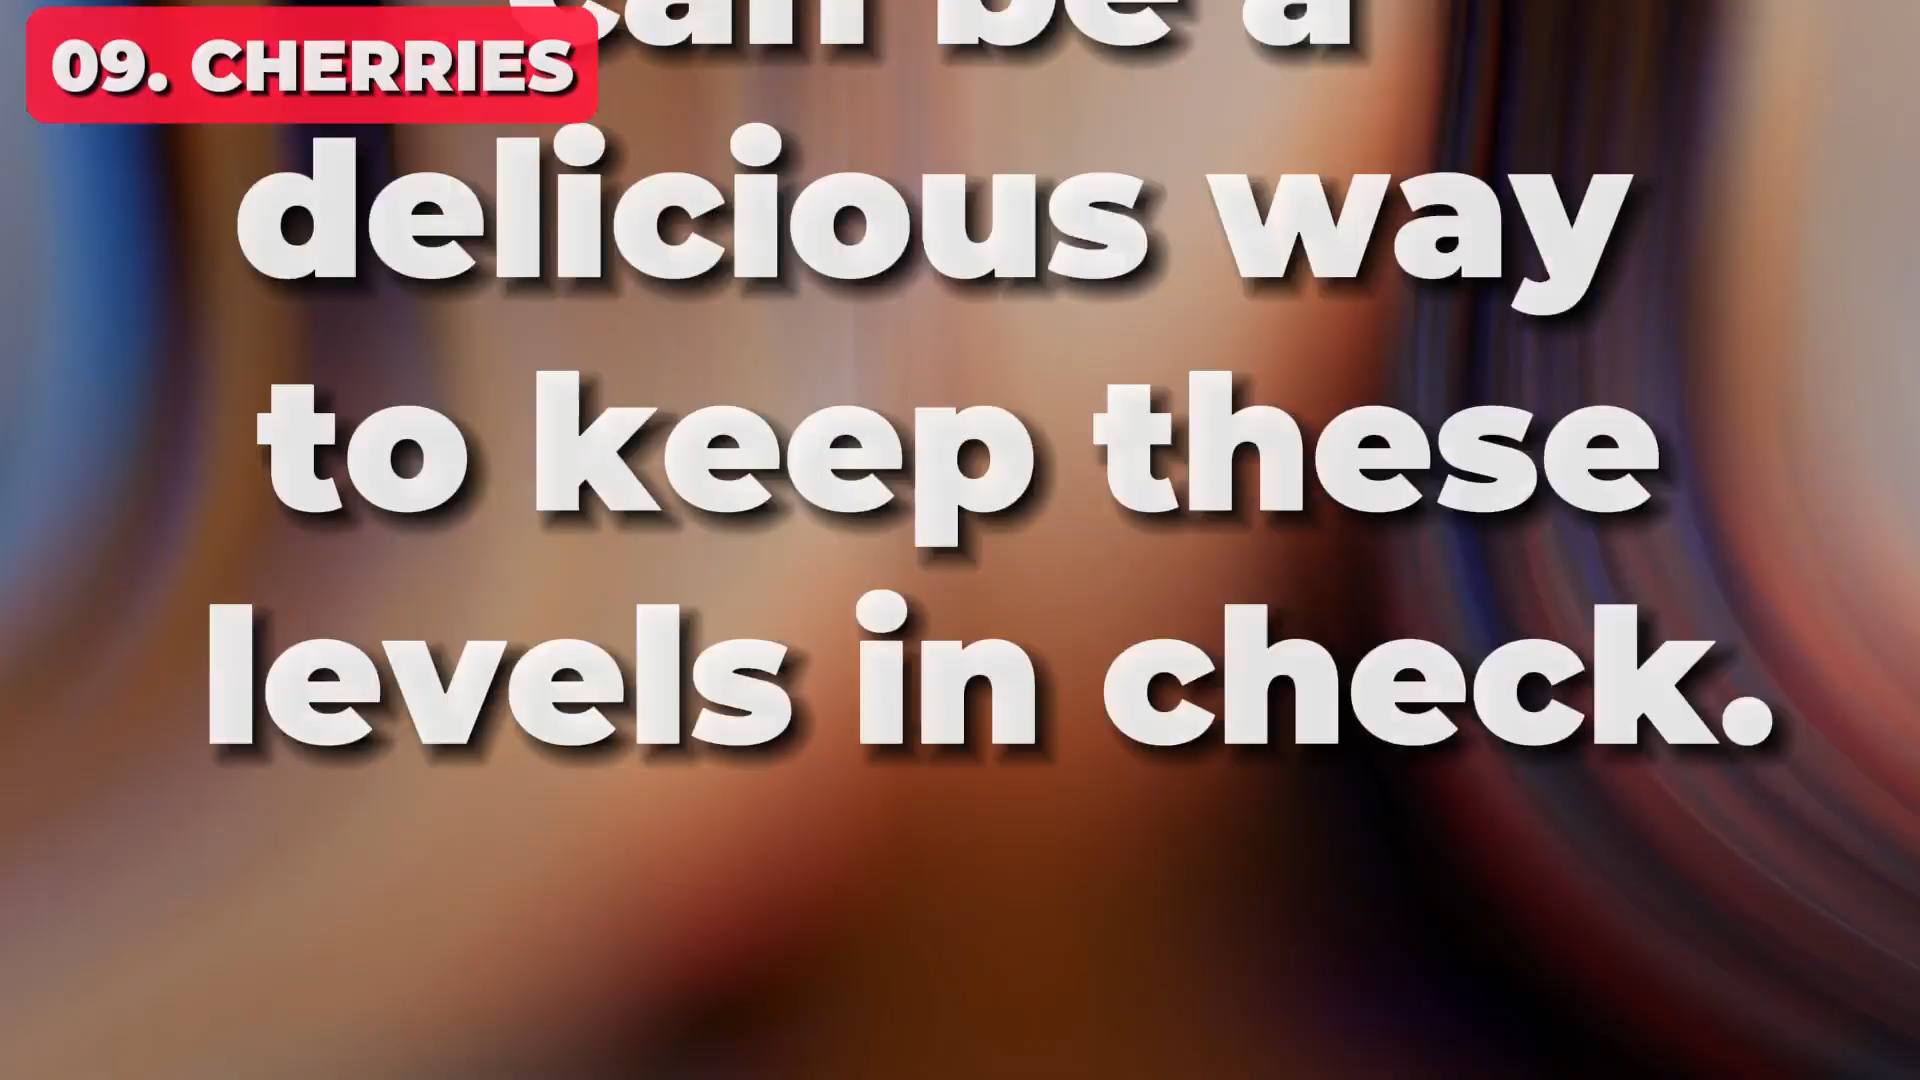 09. CHERRIES
can be a
delicious way
to keep these
levels in check.